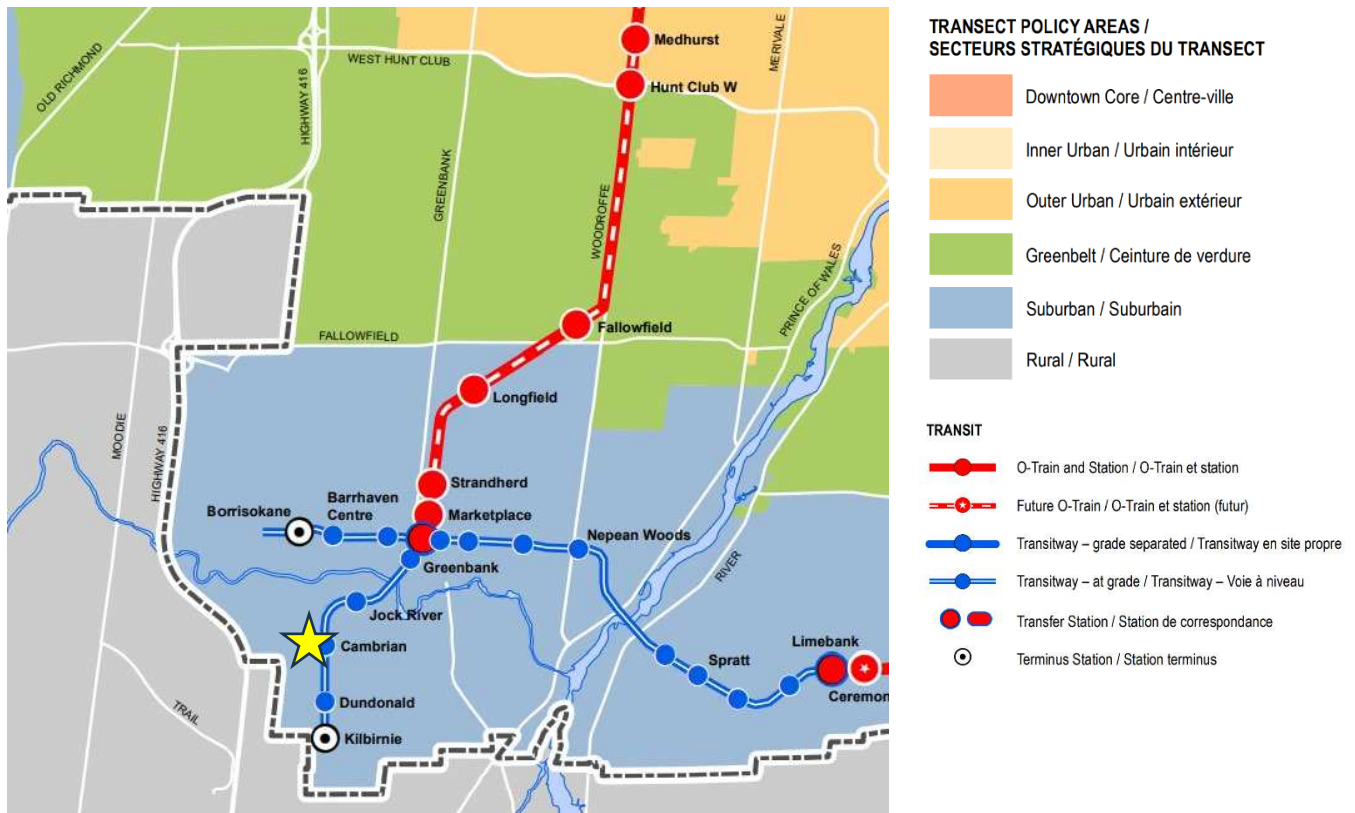 Medhurst
MERIVALE
OLD RICHMOND
HIGHWAY 416
WEST HUNT CLUB
Hunt Club W
GREENBANK
WOODROFFE
PRINCE OF WALES
FALLOWFIELD
Fallowfield
Longfield
MOODIE
HIGHWAY 416
Strandherd
Borrisokane
Barrhaven
Centre
Marketplace
Nepean Woods
Greenbank
RIVER
Jock River
Cambrian
Limebank
Spratt
Ceremon
Dundonald
TRAIL
Kilbirnie
TRANSECT POLICY AREAS /
SECTEURS STRATÉGIQUES DU TRANSECT
Downtown Core / Centre-ville
Inner Urban / Urbain intérieur
Outer Urban / Urbain extérieur
Greenbelt / Ceinture de verdure
Suburban / Suburbain
Rural / Rural
TRANSIT
O-Train and Station / O-Train et station
Future O-Train / O-Train et station (futur)
Transitway – grade separated / Transitway en site propre
Transitway – at grade / Transitway – Voie à niveau
Transfer Station / Station de correspondance
Terminus Station / Station terminus